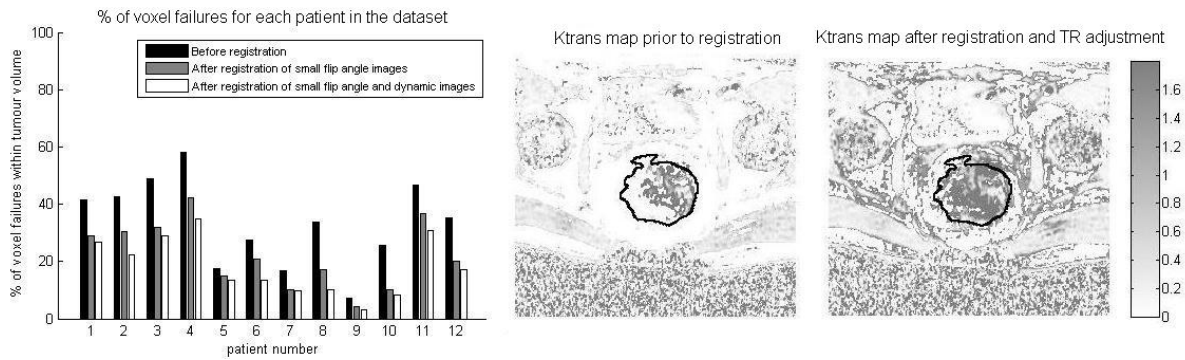 % of voxel failures for each patient in the dataset
% of voxel failures within tumour volume
100
80
60
40
20
0
Before registration
After registration of small flip angle images
After registration of small flip angle and dynamic images
1 2 3 4 5 6 7 8 9 10 11 12
patient number
Ktrans map prior to registration
Ktrans map after registration and TR adjustment
1.6
1.4
1.2
1
0.8
0.6
0.4
0.2
0